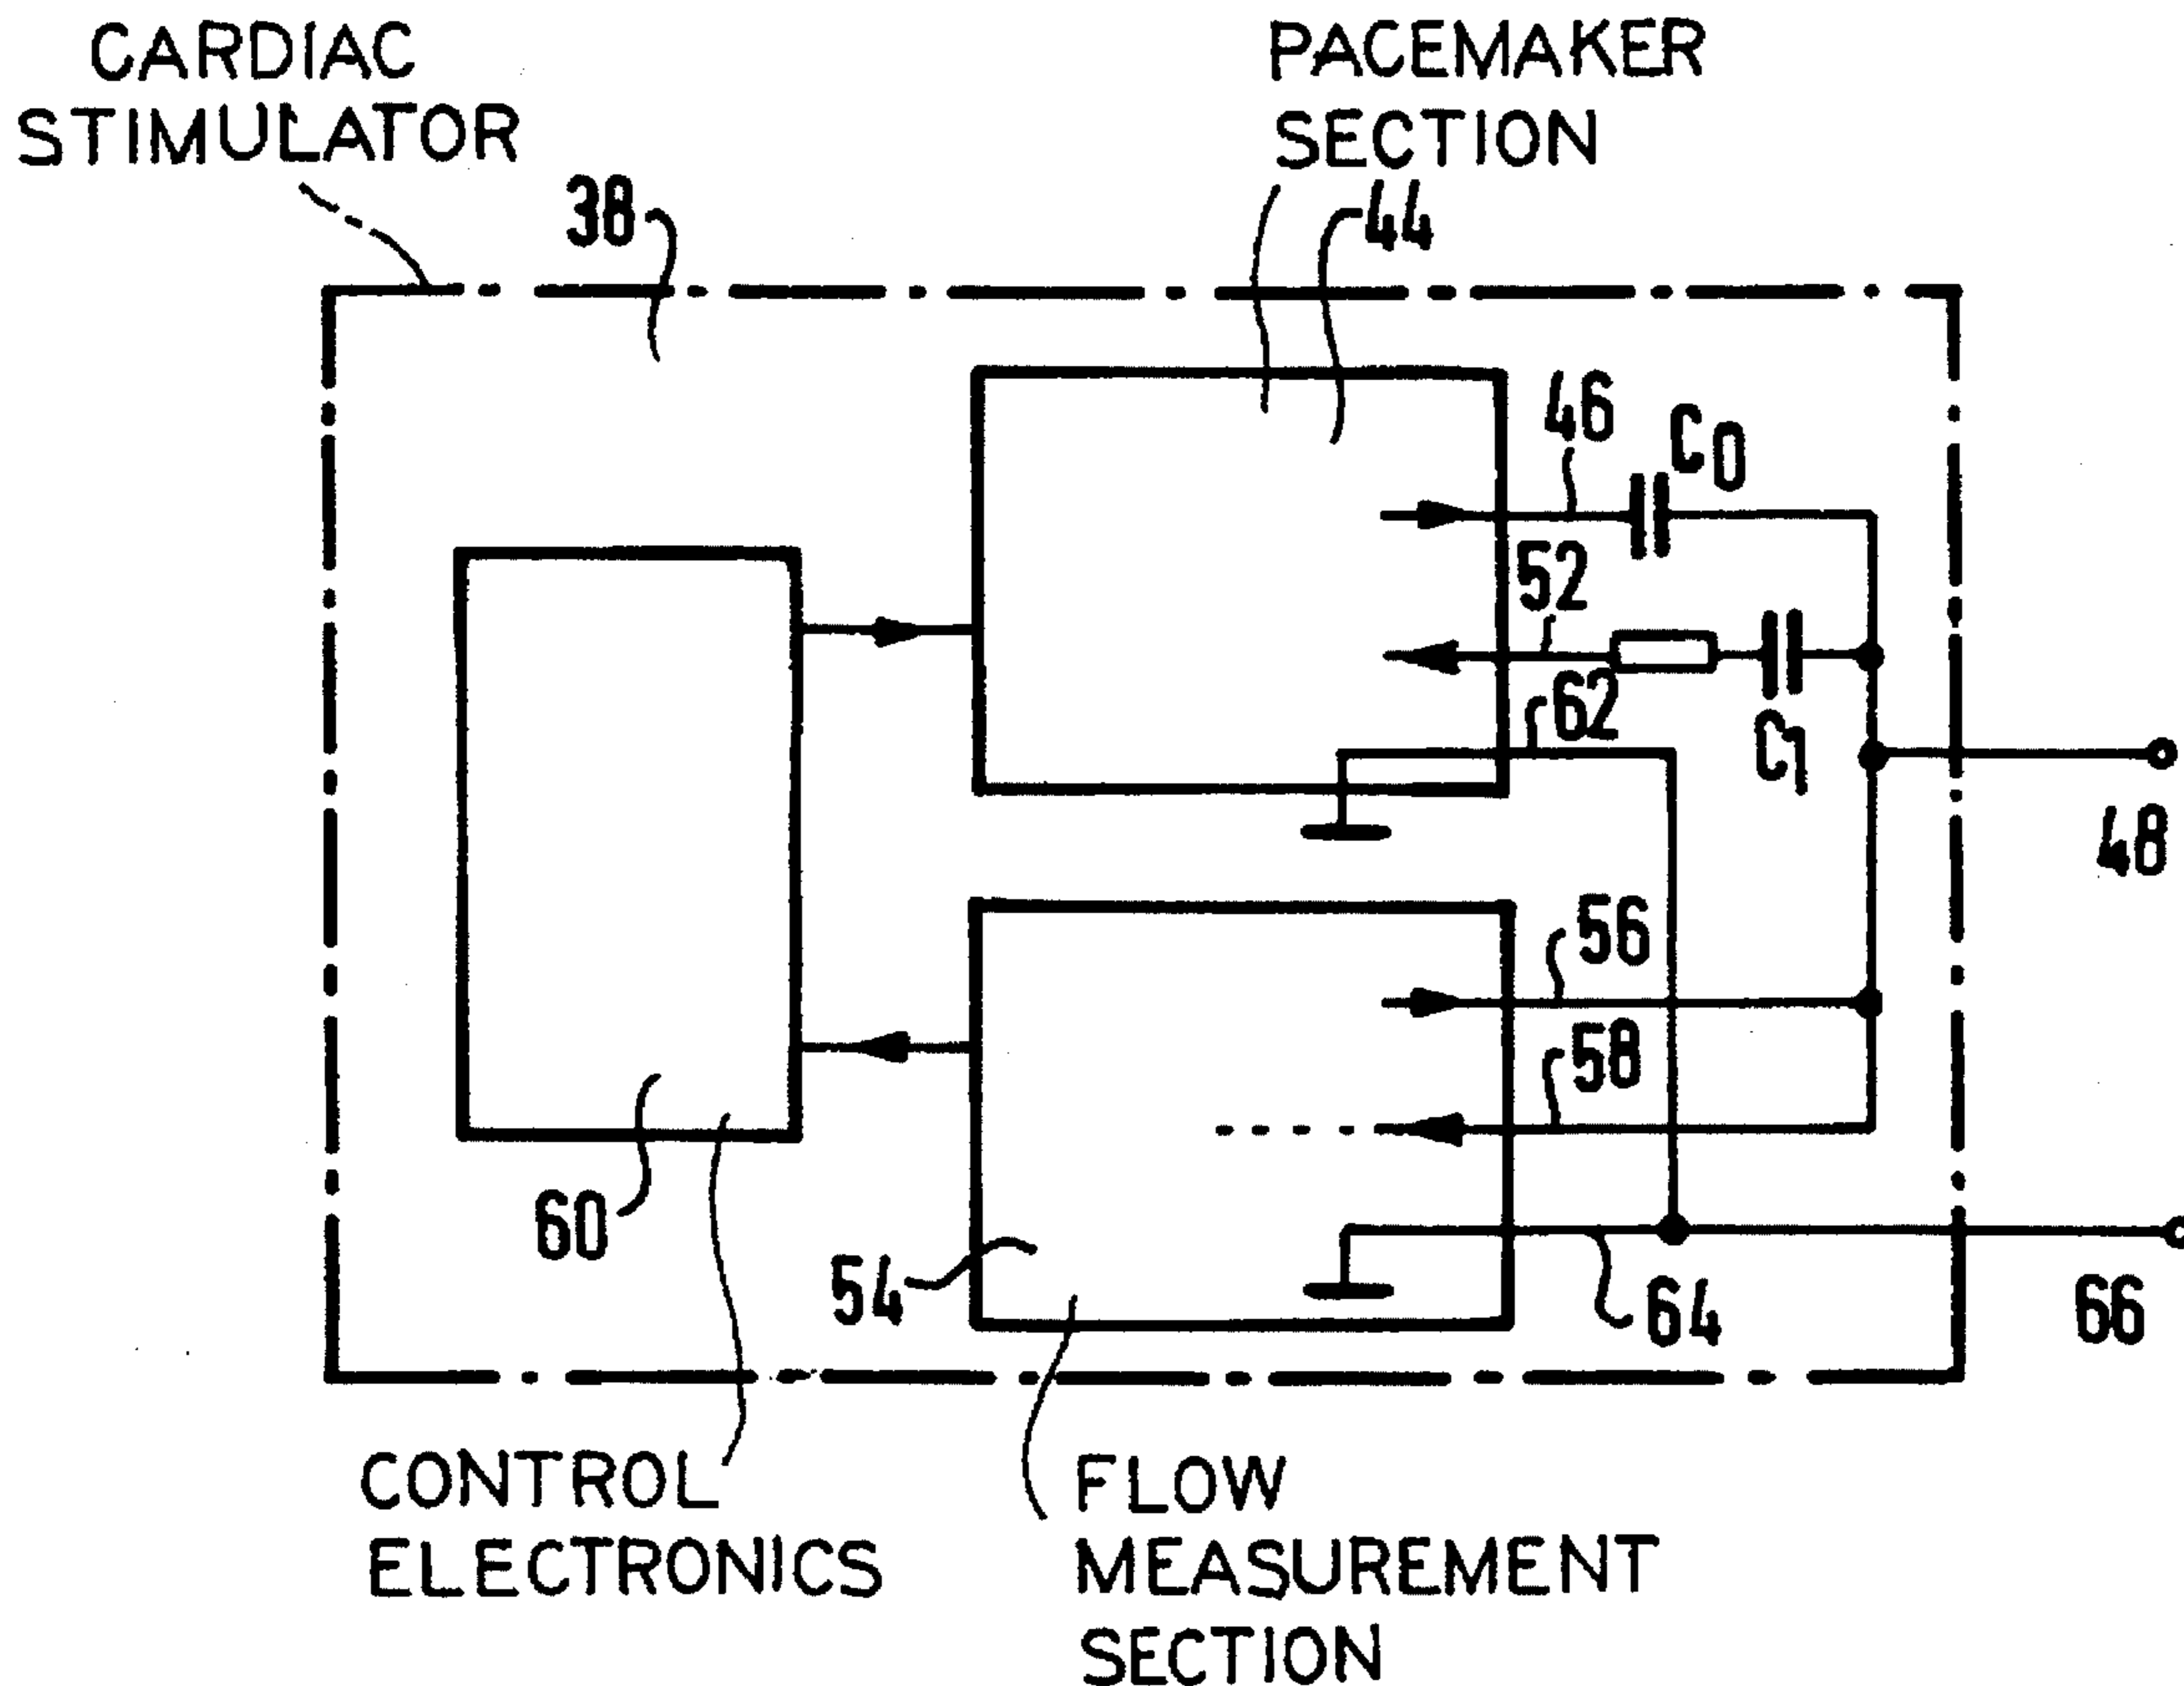 CARDIAC
STIMULATOR
PACEMAKER
SECTION
38
44
46
C0
52
62
C1
48
56
58
60
54
64
66
CONTROL
ELECTRONICS
FLOW
MEASUREMENT
SECTION